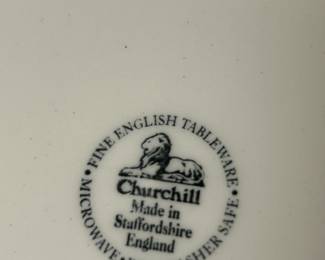 • FINE ENGLISH TABLEWARE •
Churchill
Made in
Staffordshire
England
MICROWAVE SAFE